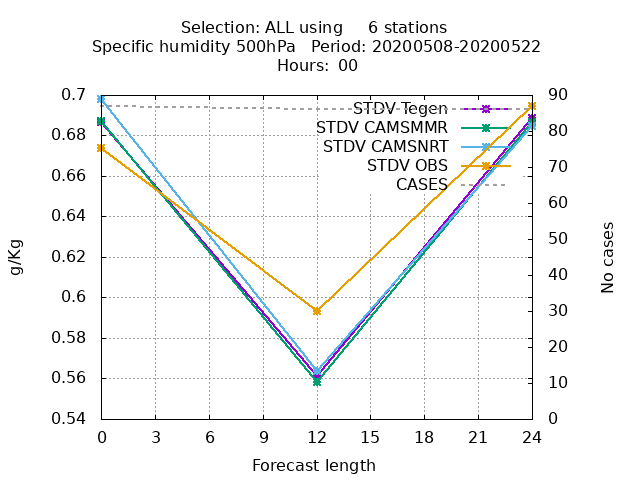 Selection: ALL using     6 stations
Specific humidity 500hPa   Period: 20200508-20200522
Hours:  00
0.7
0.68
0.66
0.64
0.62
0.6
0.58
0.56
0.54
g/Kg
STDV Tegen
STDV CAMSMMR
STDV CAMSNRT
STDV OBS
CASES
90
80
70
60
50
40
30
20
10
0
No cases
0 3 6 9 12 15 18 21 24
Forecast length